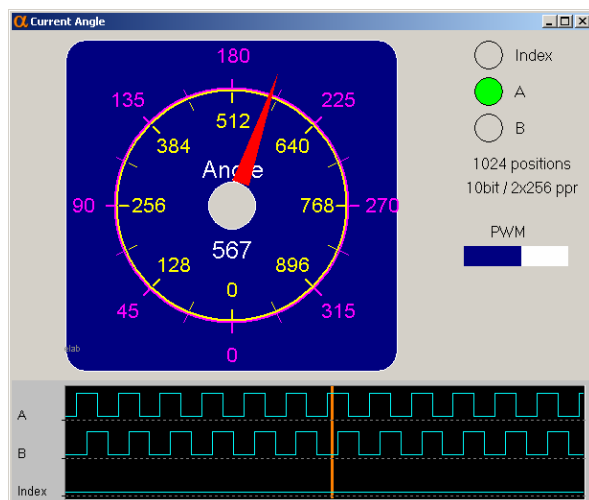 α Current Angle
180
135
225
512
384
640
Angle
90
256
768
270
567
128
896
0
45
315
0
elab
Index
A
B
1024 positions
10bit / 2x256 ppr
PWM
A
B
Index